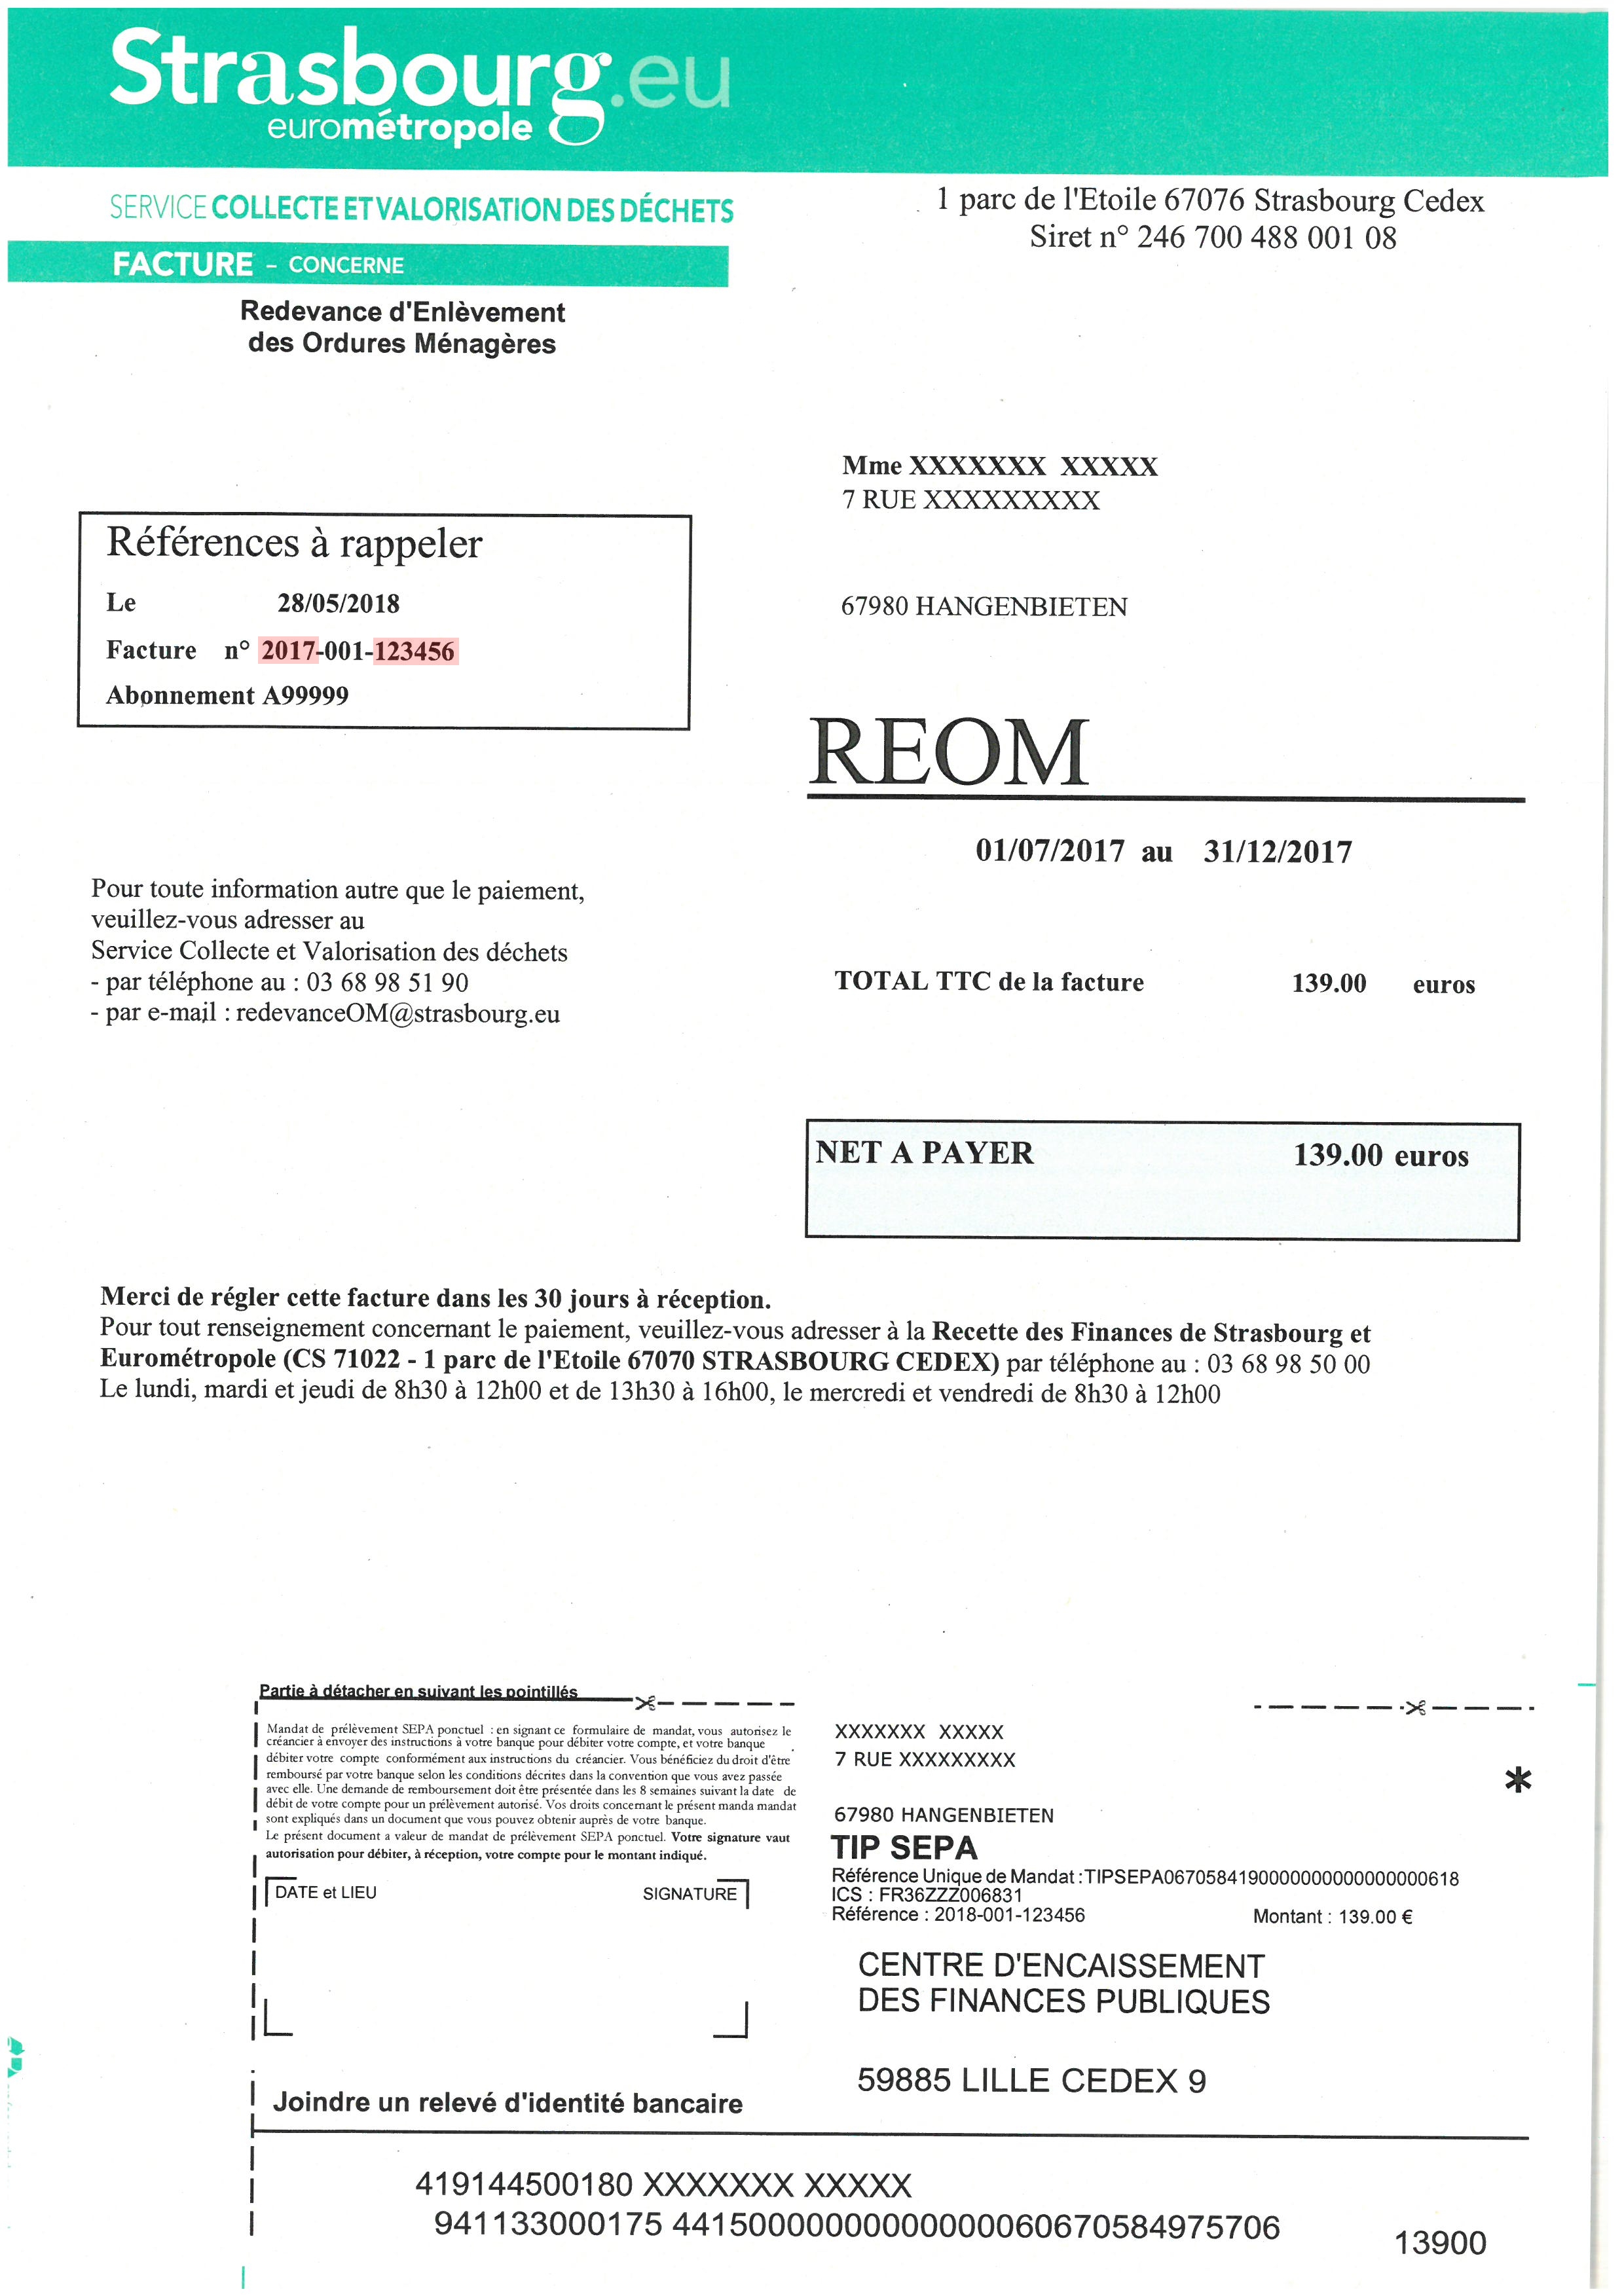 Strasbourg.eu
eurométropole
SERVICE COLLECTE ET VALORISATION DES DÉCHETS
FACTURE - CONCERNE
Redevance d'Enlèvement
des Ordures Ménagères
1 parc de l'Etoile 67076 Strasbourg Cedex
Siret n° 246 700 488 001 08
Mme XXXXXXX XXXXX
7 RUE XXXXXXXXX
67980 HANGENBIETEN
Références à rappeler
Le 28/05/2018
Facture n° 2017-001-123456
Abonnement A99999
REOM
01/07/2017 au 31/12/2017
Pour toute information autre que le paiement,
veuillez-vous adresser au
Service Collecte et Valorisation des déchets
- par téléphone au : 03 68 98 51 90
- par e-mail : redevanceOM@strasbourg.eu
TOTAL TTC de la facture 139.00 euros
NET A PAYER 139.00 euros
Merci de régler cette facture dans les 30 jours à réception.
Pour tout renseignement concernant le paiement, veuillez-vous adresser à la Recette des Finances de Strasbourg et
Eurométropole (CS 71022 - 1 parc de l'Etoile 67070 STRASBOURG CEDEX) par téléphone au : 03 68 98 50 00
Le lundi, mardi et jeudi de 8h30 à 12h00 et de 13h30 à 16h00, le mercredi et vendredi de 8h30 à 12h00
Partie à détacher en suivant les pointillés
Mandat de prélèvement SEPA ponctuel : en signant ce formulaire de mandat, vous autorisez le
créancier à envoyer des instructions à votre banque pour débiter votre compte, et votre banque
débiter votre compte conformément aux instructions du créancier. Vous bénéficiez du droit d'être
remboursé par votre banque selon les conditions décrites dans la convention que vous avez passée
avec elle. Une demande de remboursement doit être présentée dans les 8 semaines suivant la date de
débit de votre compte pour un prélèvement autorisé. Vos droits concernant le présent manda mandat
sont expliqués dans un document que vous pouvez obtenir auprès de votre banque.
Le présent document a valeur de mandat de prélèvement SEPA ponctuel. Votre signature vaut
autorisation pour débiter, à réception, votre compte pour le montant indiqué.
DATE et LIEU SIGNATURE
Joindre un relevé d'identité bancaire
XXXXXXX XXXXX
7 RUE XXXXXXXXX
*
67980 HANGENBIETEN
TIP SEPA
Référence Unique de Mandat :TIPSEPA0670584190000000000000000618
ICS : FR36ZZZ006831
Référence : 2018-001-123456 Montant : 139.00 €
CENTRE D'ENCAISSEMENT
DES FINANCES PUBLIQUES
59885 LILLE CEDEX 9
419144500180 XXXXXXX XXXXX
941133000175 44150000000000000060670584975706 13900